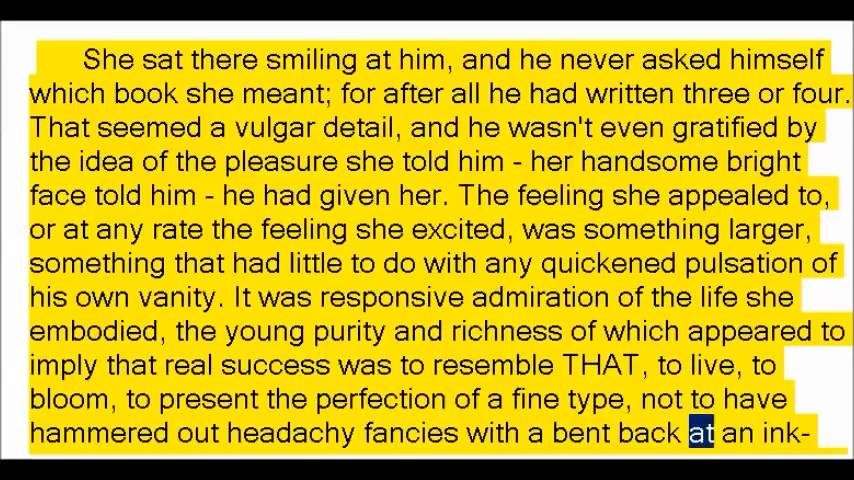 She sat there smiling at him, and he never asked himself
which book she meant; for after all he had written three or four.
That seemed a vulgar detail, and he wasn't even gratified by
the idea of the pleasure she told him - her handsome bright
face told him - he had given her. The feeling she appealed to,
or at any rate the feeling she excited, was something larger,
something that had little to do with any quickened pulsation of
his own vanity. It was responsive admiration of the life she
embodied, the young purity and richness of which appeared to
imply that real success was to resemble THAT, to live, to
bloom, to present the perfection of a fine type, not to have
hammered out headachy fancies with a bent back at an ink-